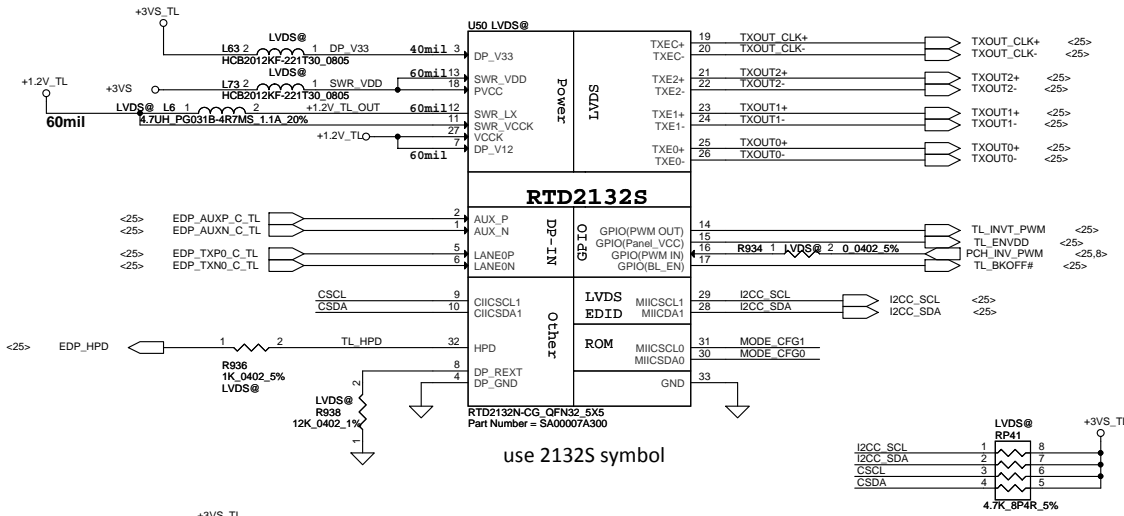 +3VS_TL
U50 LVDS@
LVDS@
L63 2 1 DP_V33 40mil 3 DP_V33
HCB2012KF-221T30_0805
LVDS@
+1.2V_TL +3VS L73 2 1 SWR_VDD 60mil 13 SWR_VDD
18 PVCC
HCB2012KF-221T30_0805
LVDS@ L6 1 2 +1.2V_TL_OUT 60mil 12 SWR_LX
60mil 4.7UH_PG031B-4R7MS_1.1A_20% 11 SWR_VCCK
27 VCCK
+1.2V_TL 7 DP_V12
60mil
Power
LVDS
TXEC+ 19 TXOUT_CLK+ TXOUT_CLK+ <25>
TXEC- 20 TXOUT_CLK- TXOUT_CLK- <25>
TXE2+ 21 TXOUT2+ TXOUT2+ <25>
TXE2- 22 TXOUT2- TXOUT2- <25>
TXE1+ 23 TXOUT1+ TXOUT1+ <25>
TXE1- 24 TXOUT1- TXOUT1- <25>
TXE0+ 25 TXOUT0+ TXOUT0+ <25>
TXE0- 26 TXOUT0- TXOUT0- <25>
RTD2132S
<25> EDP_AUXP_C_TL 2 AUX_P
<25> EDP_AUXN_C_TL 1 AUX_N
<25> EDP_TXP0_C_TL 5 LANE0P
<25> EDP_TXN0_C_TL 6 LANE0N
DP-IN
GPIO
GPIO(PWM OUT) 14 TL_INVT_PWM <25>
GPIO(Panel_VCC) 15 TL_ENVDD <25>
GPIO(PWM IN) 16 R934 1 LVDS@ 2 0_0402_5% PCH_INV_PWM <25,8>
GPIO(BL_EN) 17 TL_BKOFF# <25>
CSCL 9 CIICSCL1
CSDA 10 CIICSDA1
Other
LVDS
EDID
MIICSCL1 29 I2CC_SCL I2CC_SCL <25>
MIICDA1 28 I2CC_SDA I2CC_SDA <25>
<25> EDP_HPD 1 2 TL_HPD 32 HPD
R936
1K_0402_5%
LVDS@
ROM
MIICSCL0 31 MODE_CFG1
MIICSDA0 30 MODE_CFG0
8 DP_REXT
4 DP_GND
GND 33
2
LVDS@
R938
12K_0402_1%
1
RTD2132N-CG_QFN32_5X5
Part Number = SA00007A300
use 2132S symbol
LVDS@
RP41
I2CC_SCL 1 8
I2CC_SDA 2 7
CSCL 3 6
CSDA 4 5
4.7K_8P4R_5%
+3VS_TL